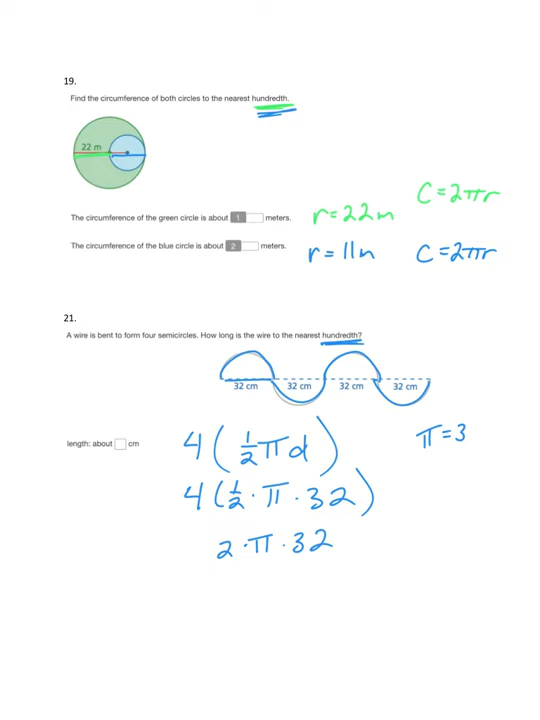 19.
Find the circumference of both circles to the nearest hundredth.
22 m
C = 2πr
The circumference of the green circle is about 1 meters.
r = 22m
The circumference of the blue circle is about 2 meters.
r = 11m
C = 2πr
21.
A wire is bent to form four semicircles. How long is the wire to the nearest hundredth?
32 cm 32 cm 32 cm 32 cm
length: about cm
4 ( 1/2 π d )
π = 3
4 ( 1/2 · π · 32 )
2 · π · 32